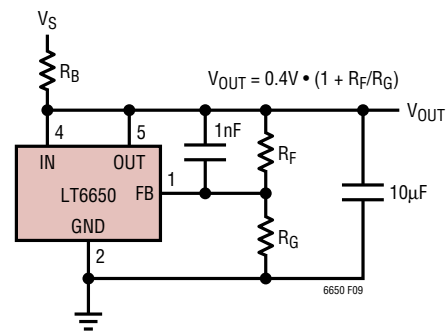 VS
RB
VOUT = 0.4V • (1 + RF/RG)
VOUT
4
5
1nF
IN
OUT
RF
1
LT6650
FB
10µF
GND
RG
2
6650 F09